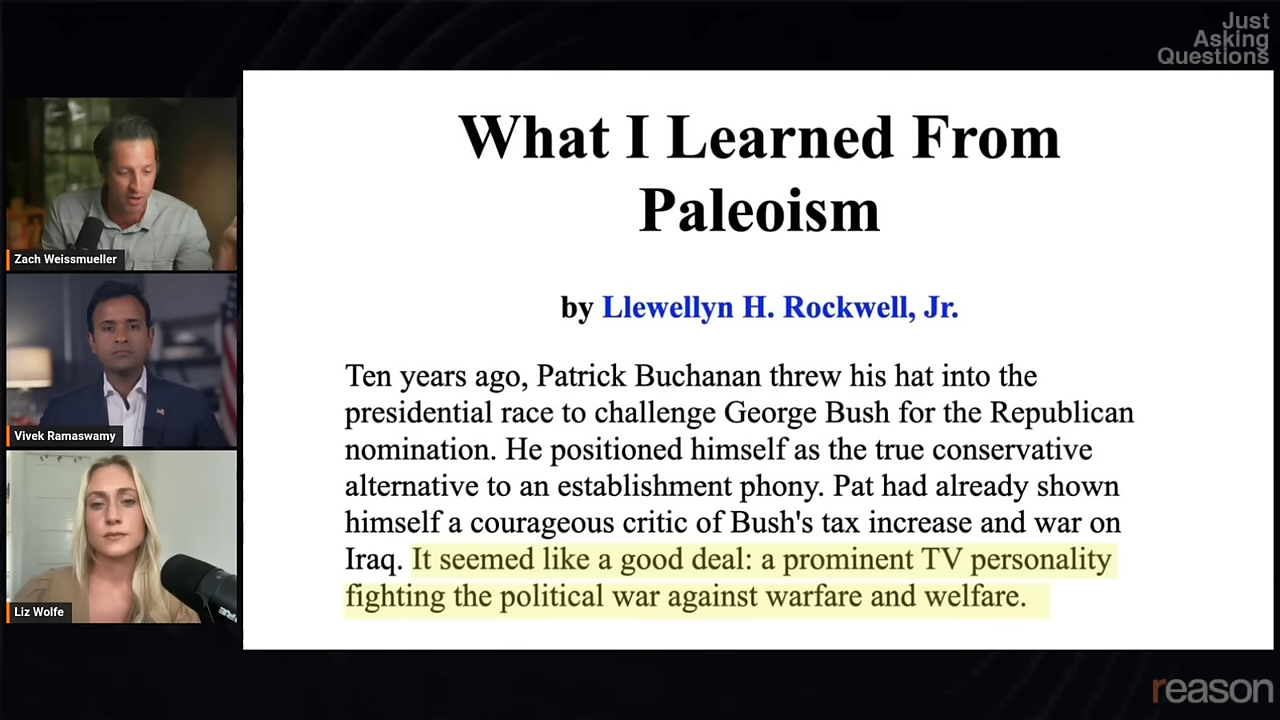 Just
Asking
Questions
Zach Weissmueller
Vivek Ramaswamy
Liz Wolfe
What I Learned From
Paleoism
by Llewellyn H. Rockwell, Jr.
Ten years ago, Patrick Buchanan threw his hat into the
presidential race to challenge George Bush for the Republican
nomination. He positioned himself as the true conservative
alternative to an establishment phony. Pat had already shown
himself a courageous critic of Bush's tax increase and war on
Iraq. It seemed like a good deal: a prominent TV personality
fighting the political war against warfare and welfare.
reason